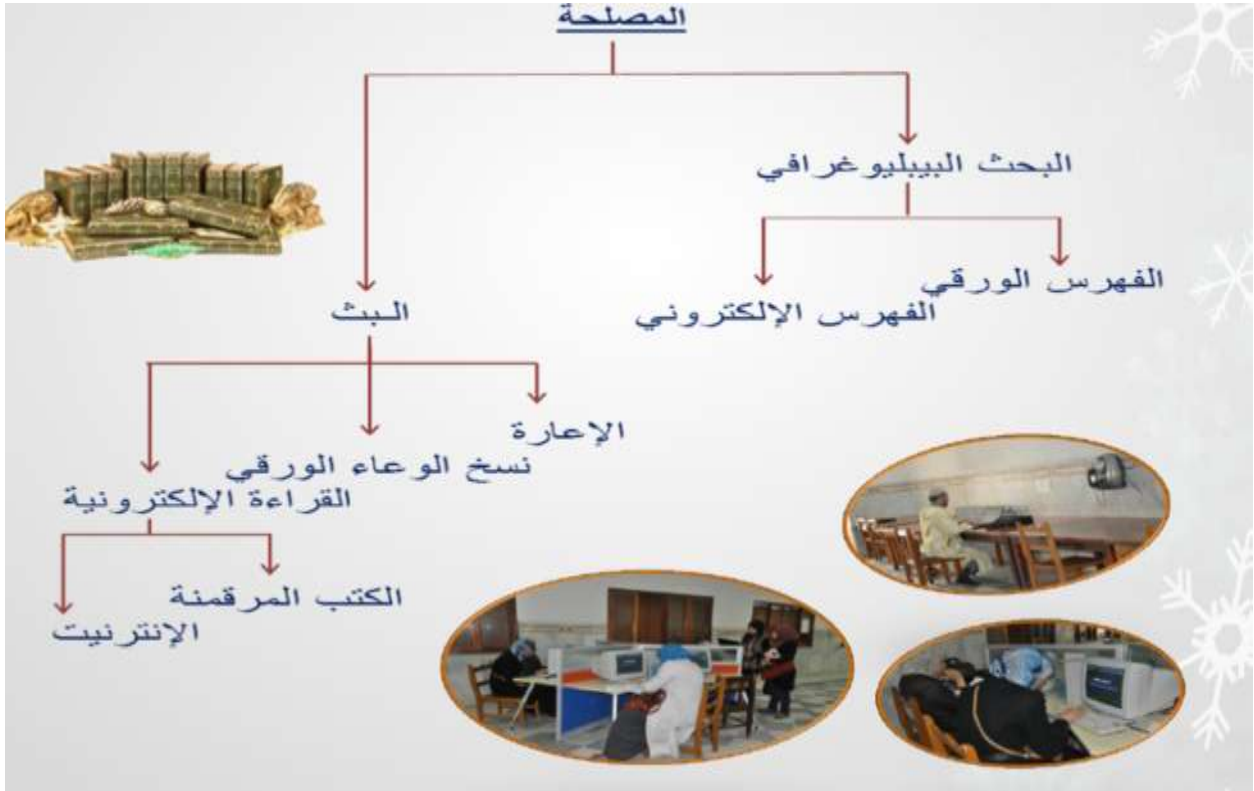 المصلحة
البحث البيبليوغرافي
الفهرس الورقي
الفهرس الإلكتروني
البث
الإعارة
نسخ الوعاء الورقي
القراءة الإلكترونية
الكتب المرقمنة
الإنترنيت